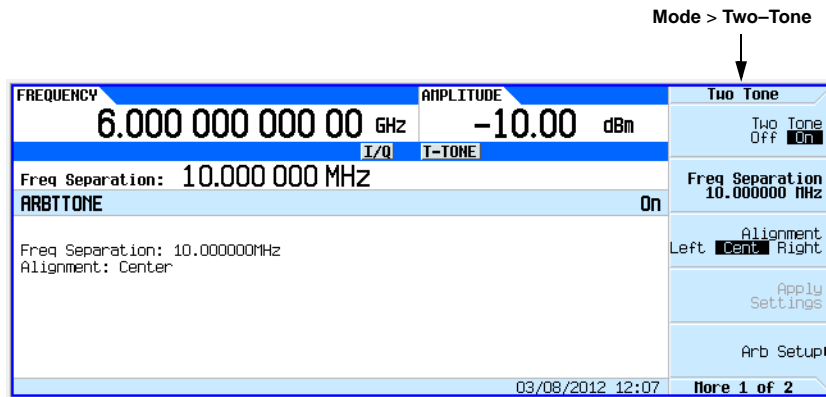 Mode > Two–Tone
FREQUENCY
AMPLITUDE
Two Tone
6.000 000 000 00 GHz
−10.00 dBm
Two Tone
Off On
I/Q
T-TONE
Freq Separation: 10.000 000 MHz
Freq Separation
10.000000 MHz
ARBTTONE
On
Alignment
Left Cent Right
Freq Separation: 10.000000MHz
Alignment: Center
Apply
Settings
Arb Setup
03/08/2012 12:07
More 1 of 2